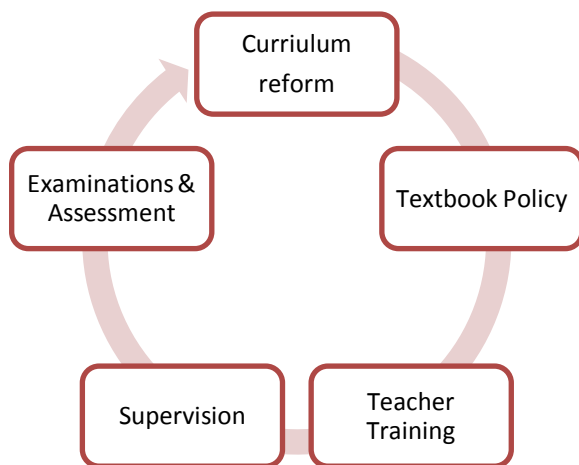 Curriulum
reform
Textbook Policy
Teacher
Training
Supervision
Examinations &
Assessment